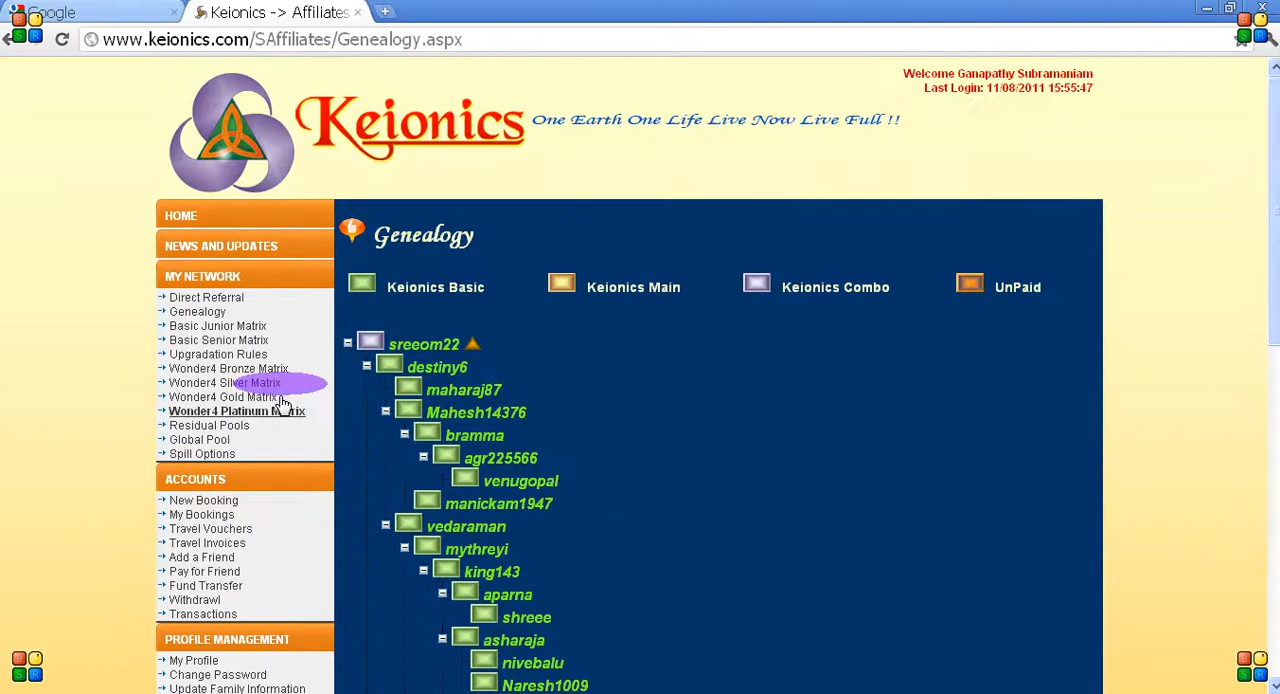 Google
Keionics -> Affiliates
www.keionics.com/SAffiliates/Genealogy.aspx
Welcome Ganapathy Subramaniam
Last Login: 11/08/2011 15:55:47
Keionics
One Earth One Life Live Now Live Full !!
HOME
NEWS AND UPDATES
MY NETWORK
Direct Referral
Genealogy
Basic Junior Matrix
Basic Senior Matrix
Upgradation Rules
Wonder4 Bronze Matrix
Wonder4 Silver Matrix
Wonder4 Gold Matrix
Wonder4 Platinum Matrix
Residual Pools
Global Pool
Spill Options
ACCOUNTS
New Booking
My Bookings
Travel Vouchers
Travel Invoices
Add a Friend
Pay for Friend
Fund Transfer
Withdrawl
Transactions
PROFILE MANAGEMENT
My Profile
Change Password
Update Family Information
Genealogy
Keionics Basic
Keionics Main
Keionics Combo
UnPaid
sreeom22
destiny6
maharaj87
Mahesh14376
bramma
agr225566
venugopal
manickam1947
vedaraman
mythreyi
king143
aparna
shreee
asharaja
nivebalu
Naresh1009
B
S
R
B
S
R
B
S
R
B
S
R